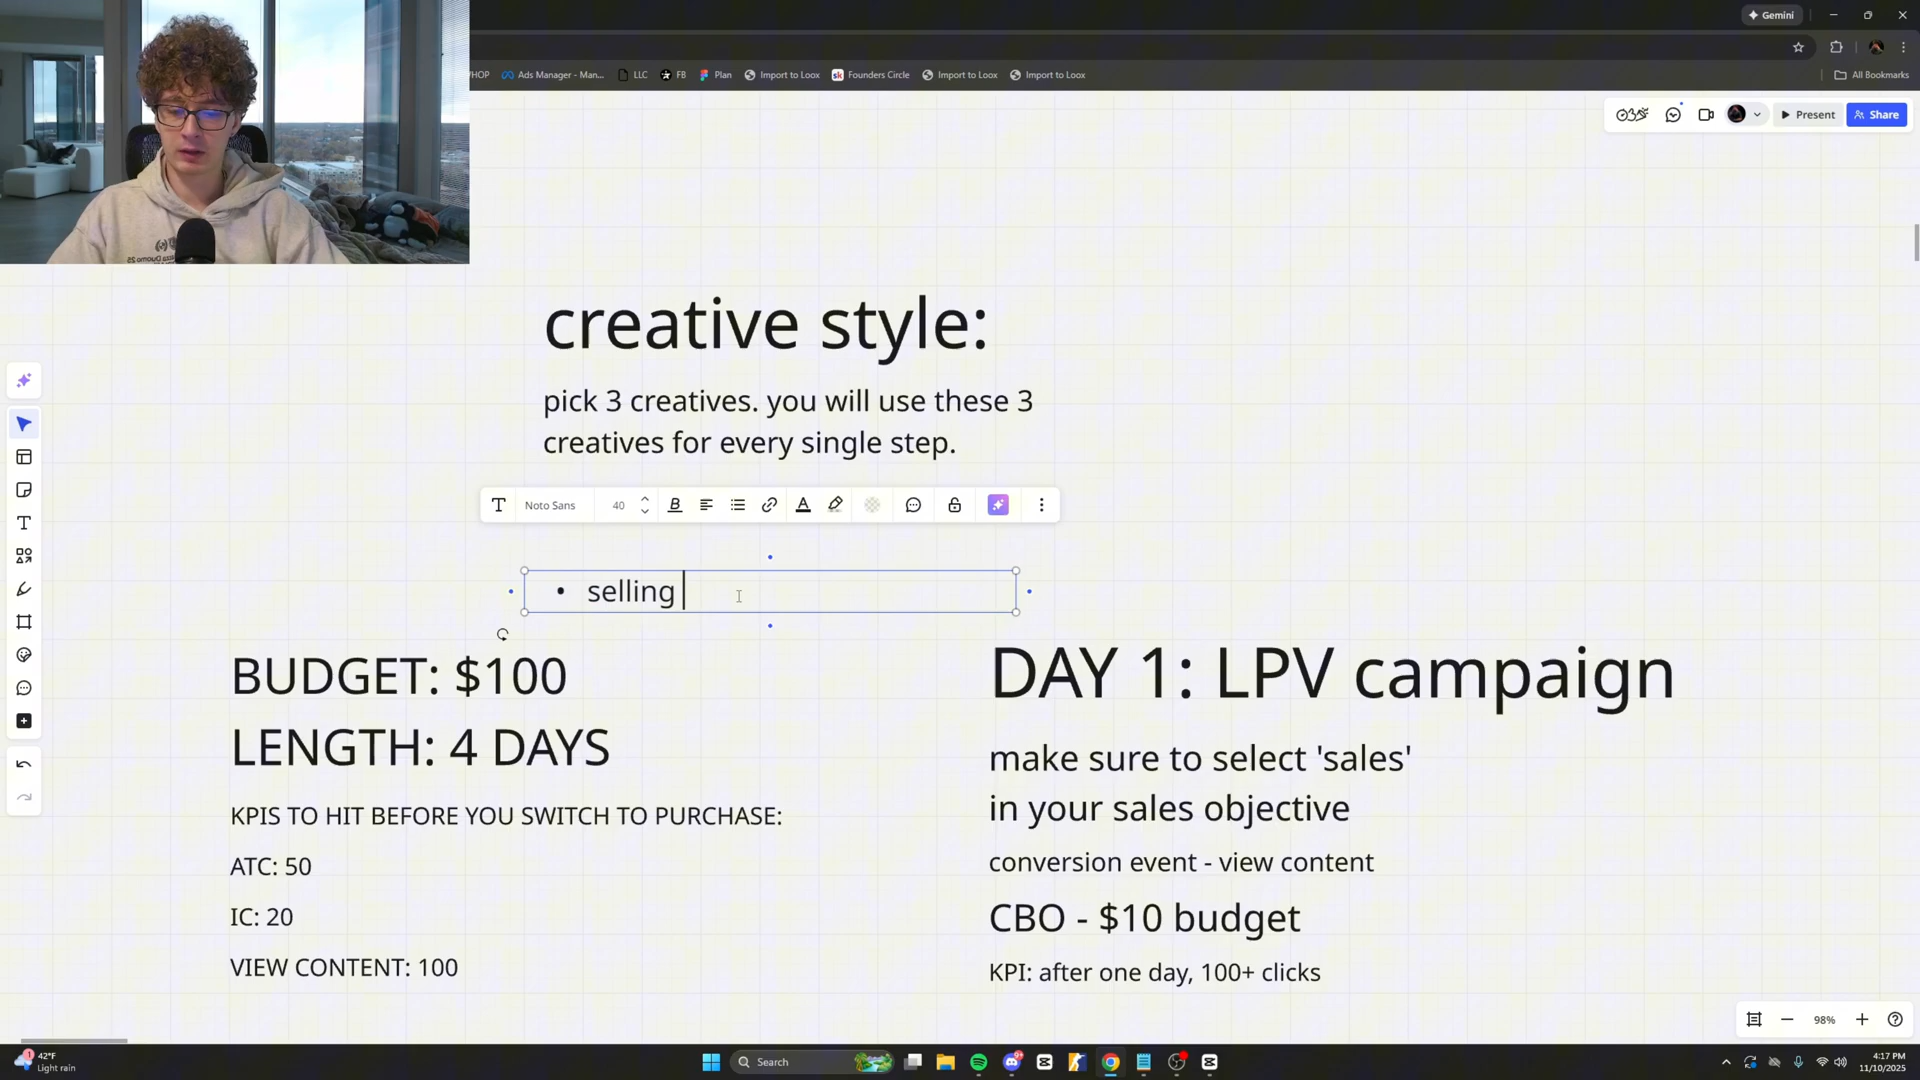 Gemini
HOP
Ads Manager - Man...
LLC
FB
Plan
Import to Loox
Founders Circle
Import to Loox
Import to Loox
All Bookmarks
Present
Share
creative style:
pick 3 creatives. you will use these 3
creatives for every single step.
Noto Sans
40
• selling
BUDGET: $100
LENGTH: 4 DAYS
KPIS TO HIT BEFORE YOU SWITCH TO PURCHASE:
ATC: 50
IC: 20
VIEW CONTENT: 100
DAY 1: LPV campaign
make sure to select 'sales'
in your sales objective
conversion event - view content
CBO - $10 budget
KPI: after one day, 100+ clicks
98%
42°F
Light rain
Search
4:17 PM
11/10/2025